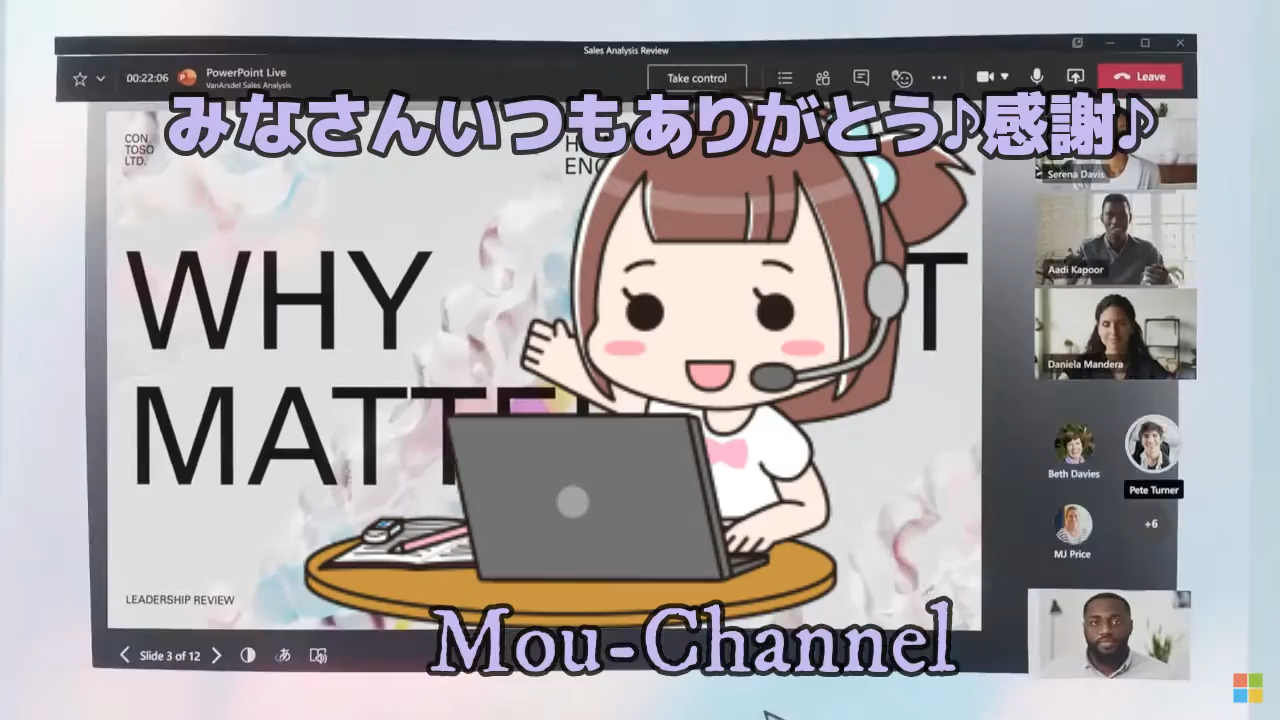 Sales Analysis Review
00:22:06
PowerPoint Live
VanArsdel Sales Analysis
Take control
Leave
みなさんいつもありがとう♪感謝♪
CON
TOSO
LTD.
ENG
Serena Davis
WHY
T
Aadi Kapoor
Daniela Mandera
MATTE
Beth Davies
Pete Turner
+6
MJ Price
LEADERSHIP REVIEW
Mou-Channel
Slide 3 of 12
あ